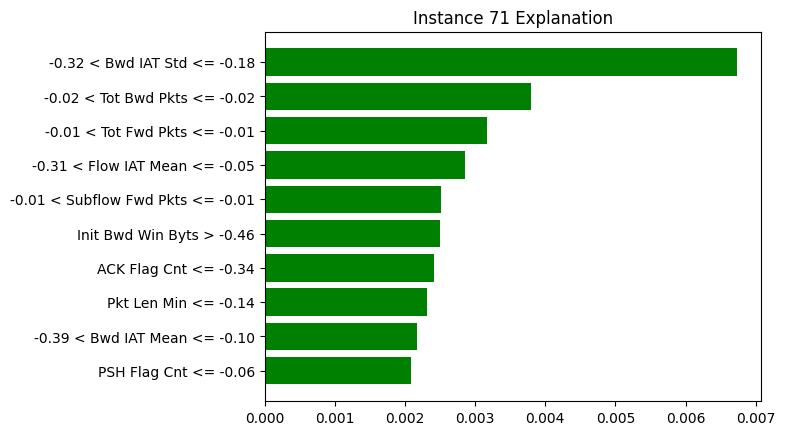 Instance 71 Explanation
-0.32 < Bwd IAT Std <= -0.18
-0.02 < Tot Bwd Pkts <= -0.02
-0.01 < Tot Fwd Pkts <= -0.01
-0.31 < Flow IAT Mean <= -0.05
-0.01 < Subflow Fwd Pkts <= -0.01
Init Bwd Win Byts > -0.46
ACK Flag Cnt <= -0.34
Pkt Len Min <= -0.14
-0.39 < Bwd IAT Mean <= -0.10
PSH Flag Cnt <= -0.06
0.000 0.001 0.002 0.003 0.004 0.005 0.006 0.007